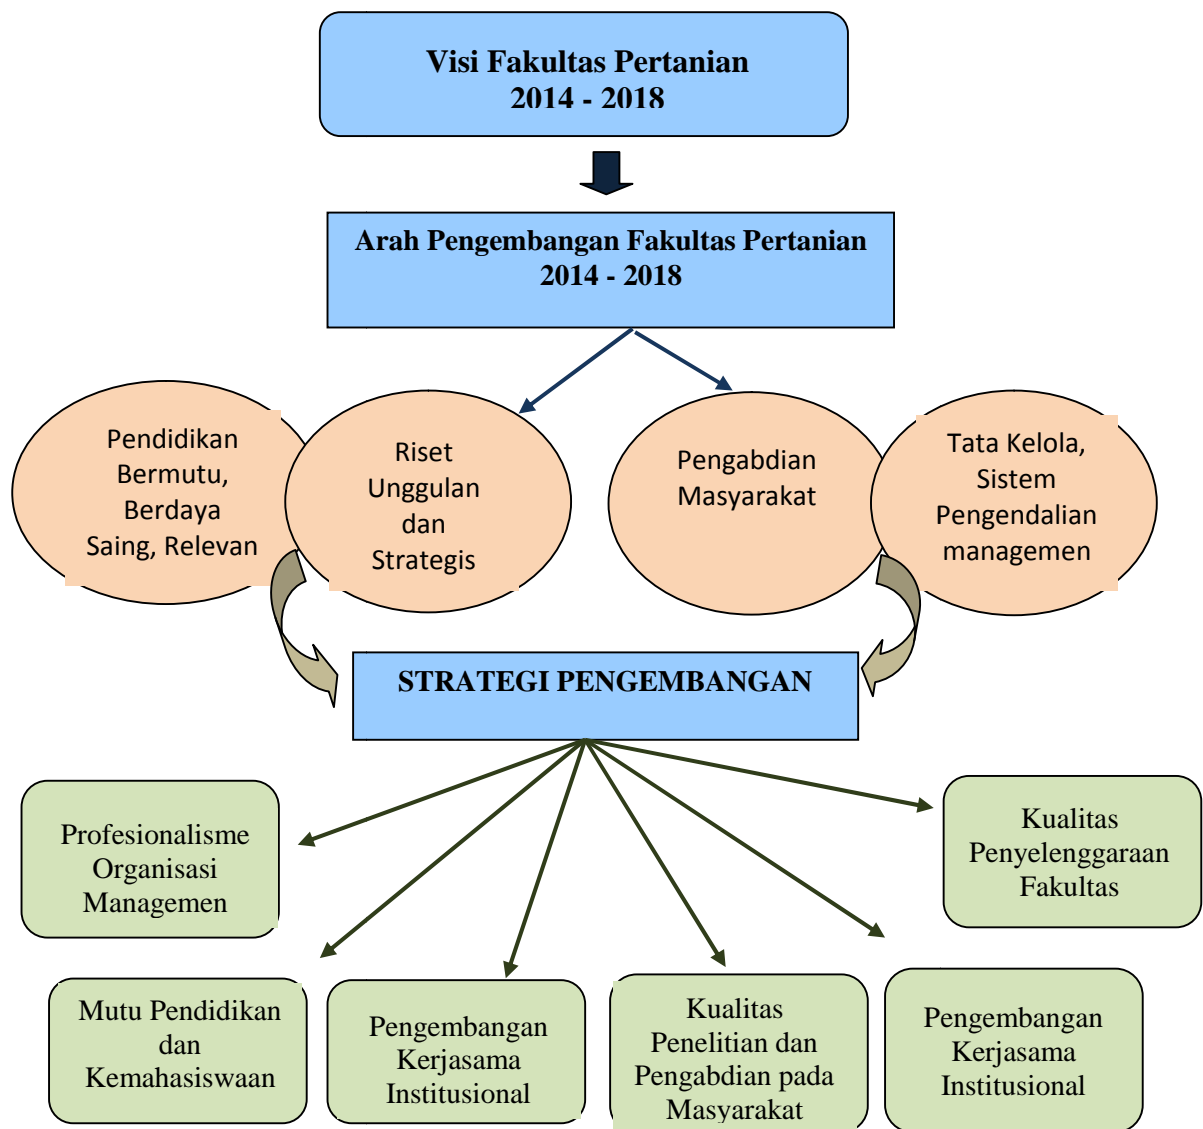 Visi Fakultas Pertanian
2014 - 2018
Arah Pengembangan Fakultas Pertanian
2014 - 2018
Pendidikan
Bermutu,
Berdaya
Saing, Relevan
Riset
Unggulan
dan
Strategis
Pengabdian
Masyarakat
Tata Kelola,
Sistem
Pengendalian
managemen
STRATEGI PENGEMBANGAN
Profesionalisme
Organisasi
Managemen
Kualitas
Penyelenggaraan
Fakultas
Mutu Pendidikan
dan
Kemahasiswaan
Pengembangan
Kerjasama
Institusional
Kualitas
Penelitian dan
Pengabdian pada
Masyarakat
Pengembangan
Kerjasama
Institusional